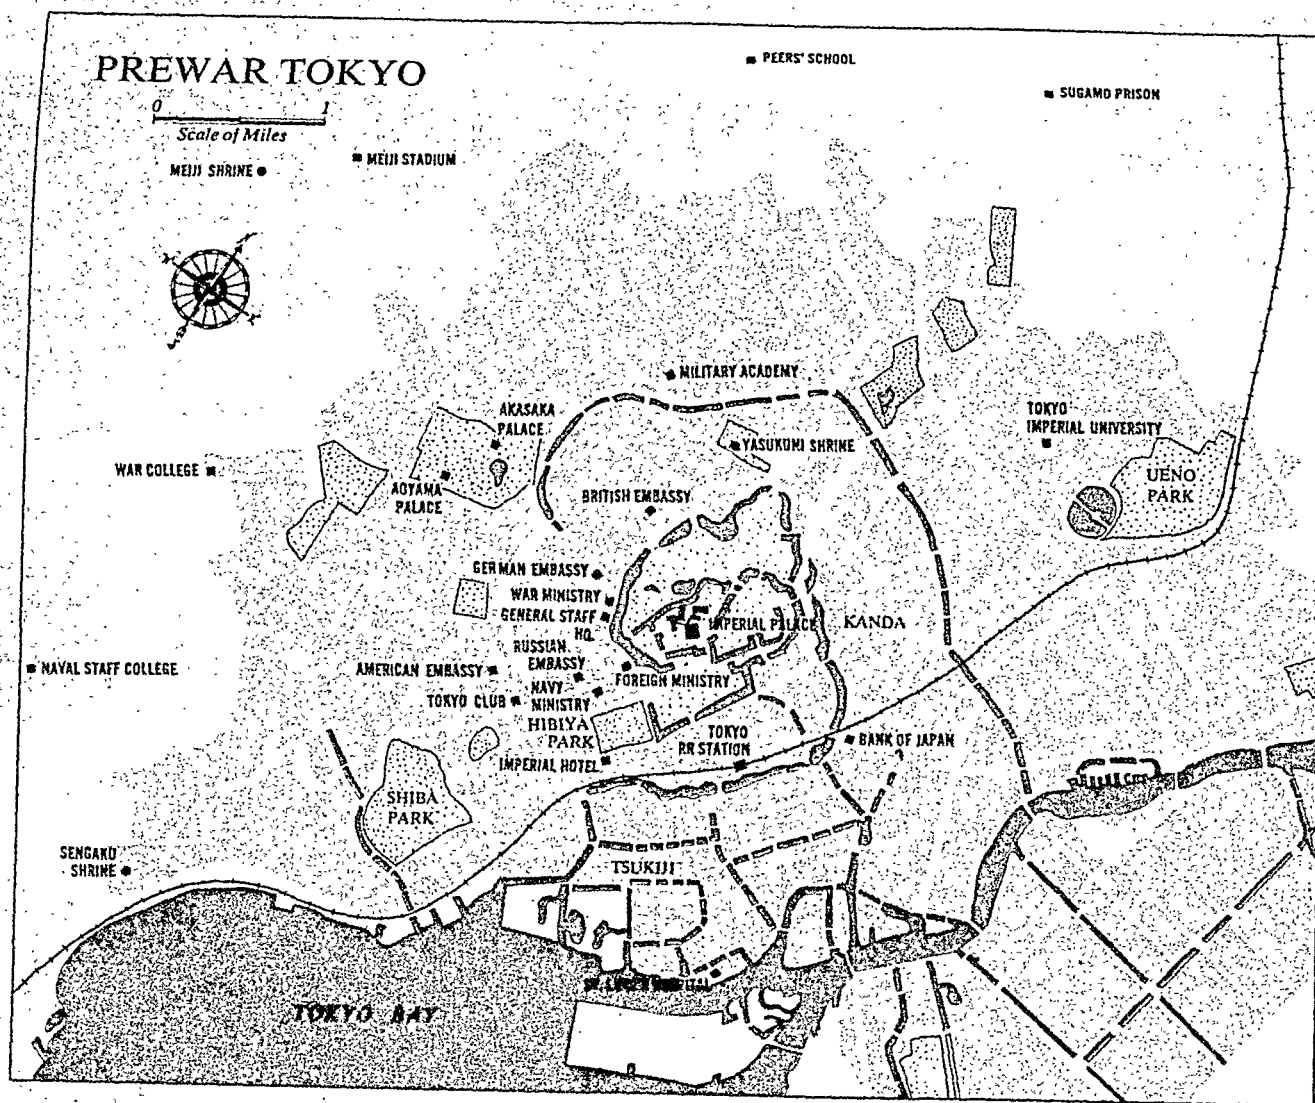 PREWAR TOKYO
0 1
Scale of Miles
PEERS' SCHOOL
SUGAMO PRISON
MEIJI STADIUM
MEIJI SHRINE
MILITARY ACADEMY
AKASAKA
PALACE
YASUKUNI SHRINE
TOKYO
IMPERIAL UNIVERSITY
WAR COLLEGE
AOYAMA
PALACE
UENO
PARK
BRITISH EMBASSY
GERMAN EMBASSY
WAR MINISTRY
GENERAL STAFF
HQ.
IMPERIAL PALACE
KANDA
RUSSIAN
EMBASSY
NAVAL STAFF COLLEGE
AMERICAN EMBASSY
FOREIGN MINISTRY
TOKYO CLUB
NAVY
MINISTRY
HIBIYA
PARK
TOKYO
RR STATION
BANK OF JAPAN
IMPERIAL HOTEL
SHIBA
PARK
SENGAKU
SHRINE
TSUKIJI
TOKYO BAY